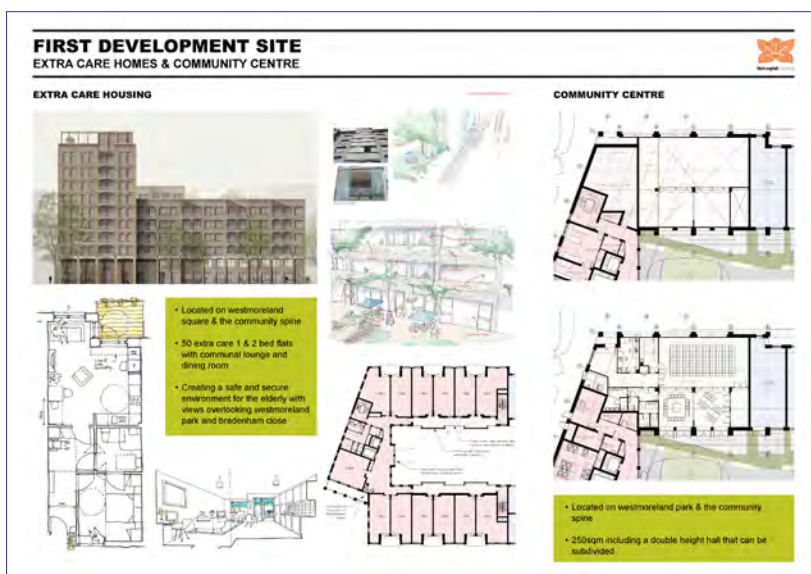 FIRST DEVELOPMENT SITE
EXTRA CARE HOMES & COMMUNITY CENTRE
EXTRA CARE HOUSING
• Located on westmoreland
square & the community
spine
• 50 extra care 1 & 2 bed flats
with communal lounge and
dining room
• Creating a safe and secure
environment for the elderly with
views overlooking westmoreland
park and bradenham close
COMMUNITY CENTRE
• Located on westmoreland park & the community
spine
• 250sqm including a double height hall that can be
subdivided